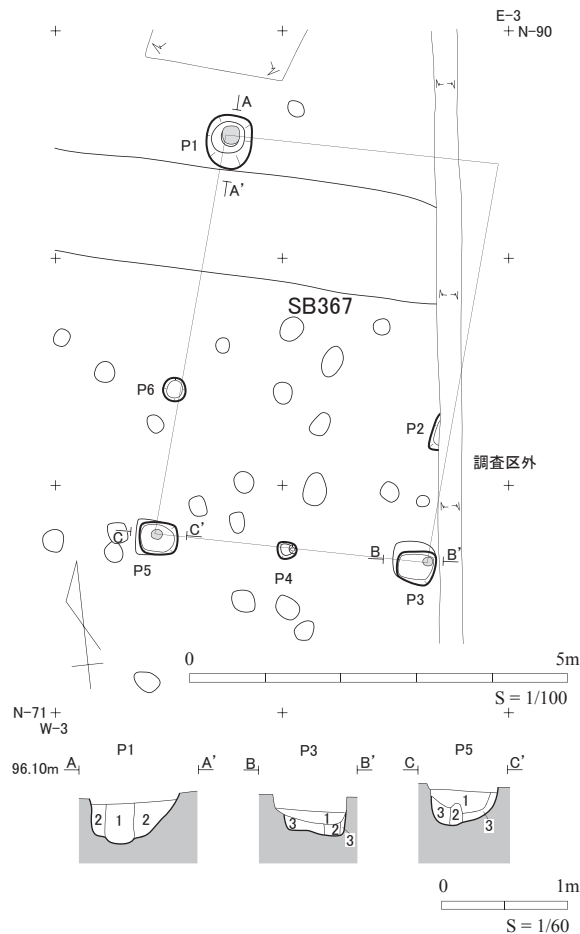 E-3
N-90
A
P1
A'
SB367
P6
P2
調査区外
C
C'
P5
P4
B
B'
P3
0 5m
S = 1/100
N-71
W-3
P1 P3 P5
96.10m A A' B B' C C'
2 1 2
3 1 2 3
3 2 1 3
0 1m
S = 1/60